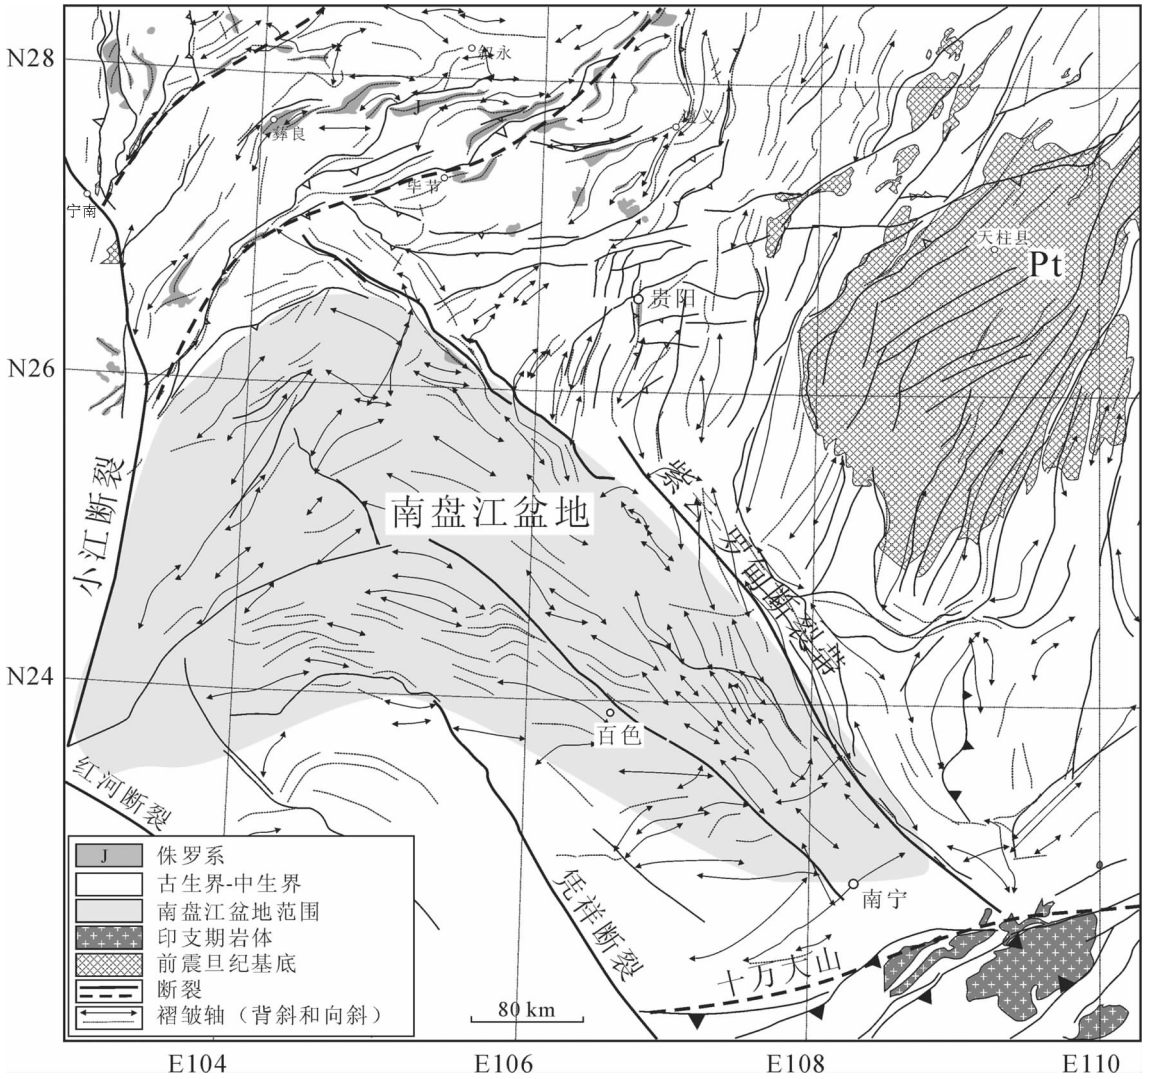 N28
N26
N24
E104
E106
E108
E110
叙永
J
彝良
遵义
毕节
宁南
天柱县
Pt
贵阳
小江断裂
南盘江盆地
紫云
罗甸断裂带
百色
红河断裂
南宁
凭祥断裂
十万大山
80 km
J
侏罗系
古生界-中生界
南盘江盆地范围
印支期岩体
前震旦纪基底
断裂
褶皱轴（背斜和向斜）